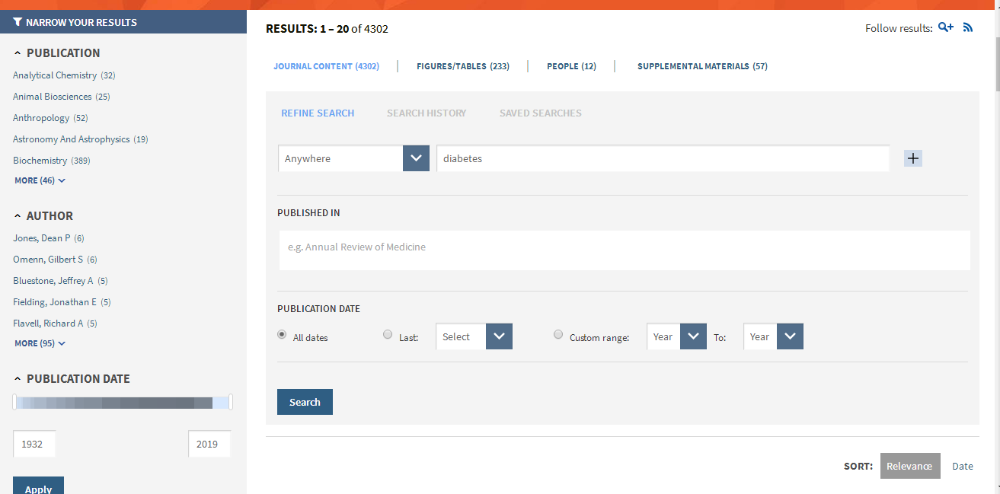 NARROW YOUR RESULTS
PUBLICATION
Analytical Chemistry (32)
Animal Biosciences (25)
Anthropology (52)
Astronomy And Astrophysics (19)
Biochemistry (389)
MORE (46)
AUTHOR
Jones, Dean P (6)
Omenn, Gilbert S (6)
Bluestone, Jeffrey A (5)
Fielding, Jonathan E (5)
Flavell, Richard A (5)
MORE (95)
PUBLICATION DATE
1932 2019
Apply
RESULTS: 1 – 20 of 4302 Follow results:
JOURNAL CONTENT (4302) FIGURES/TABLES (233) PEOPLE (12) SUPPLEMENTAL MATERIALS (57)
REFINE SEARCH SEARCH HISTORY SAVED SEARCHES
Anywhere diabetes
PUBLISHED IN
e.g. Annual Review of Medicine
PUBLICATION DATE
All dates Last: Select Custom range: Year To: Year
Search
SORT: Relevance Date